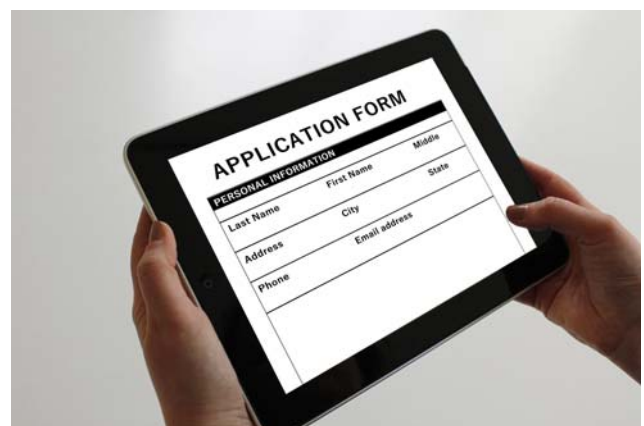 APPLICATION FORM
PERSONAL INFORMATION
Last Name First Name Middle
Address City State
Phone Email address